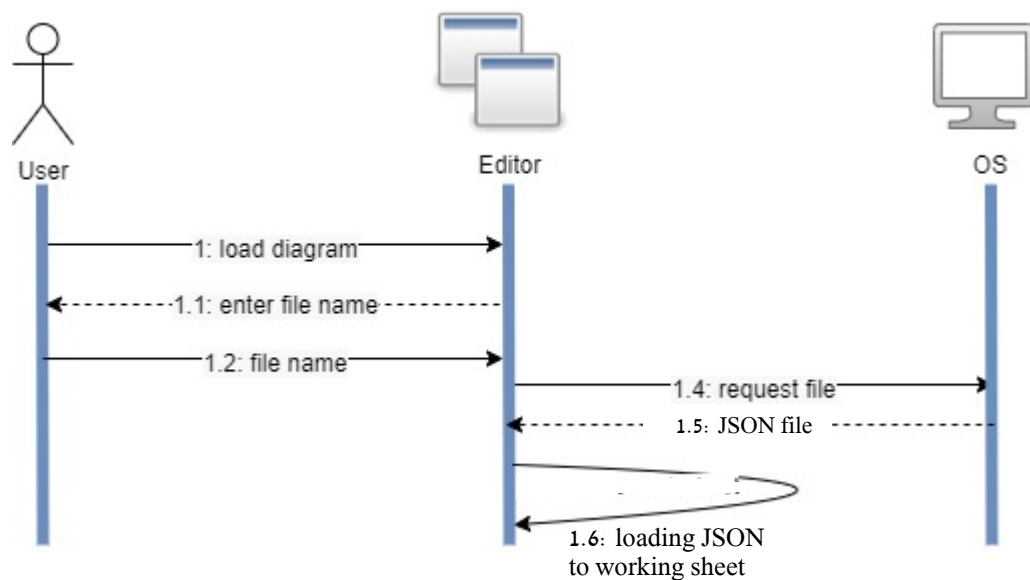 User
Editor
OS
1: load diagram
1.1: enter file name
1.2: file name
1.4: request file
1.5: JSON file
1.6: loading JSON
to working sheet